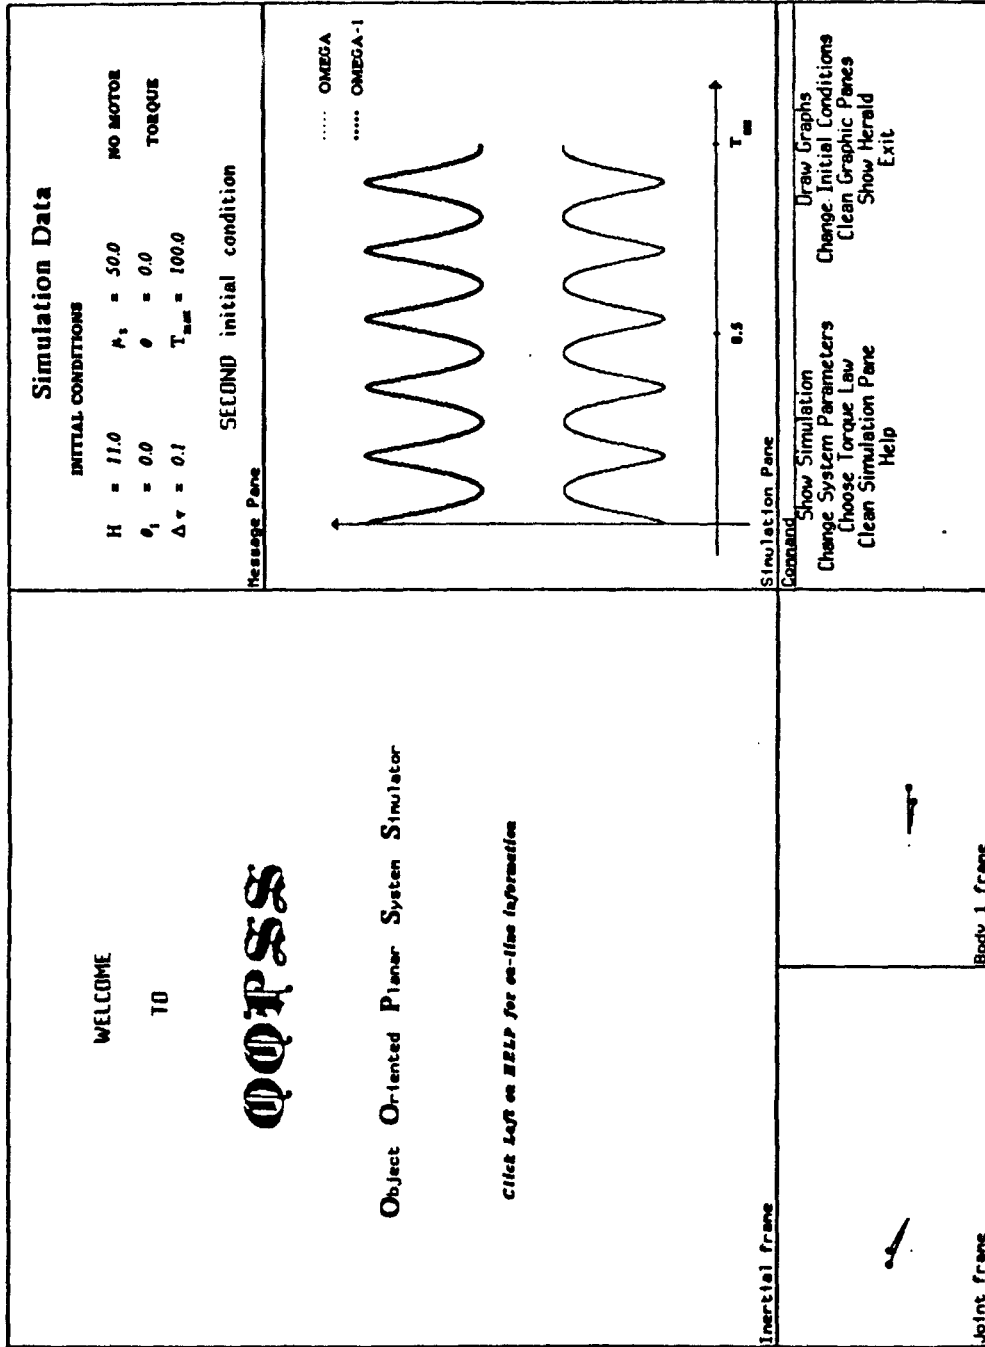 WELCOME
TO
OOPSS
Object Oriented Planar System Simulator
Click Left on HELP for on-line information
Inertial frame
Joint frame
Body 1 frame
Simulation Data
INITIAL CONDITIONS
NO MOTOR
TORQUE
H = 11.0
μs = 50.0
θ1 = 0.0
θ = 0.0
Δτ = 0.1
Tmax = 100.0
SECOND initial condition
Message Pane
OMEGA
OMEGA-1
0.5
Tmax
Simulation Pane
Command
Show Simulation
Draw Graphs
Change System Parameters
Change Initial Conditions
Choose Torque Law
Clean Graphic Panes
Clean Simulation Pane
Show Herald
Help
Exit